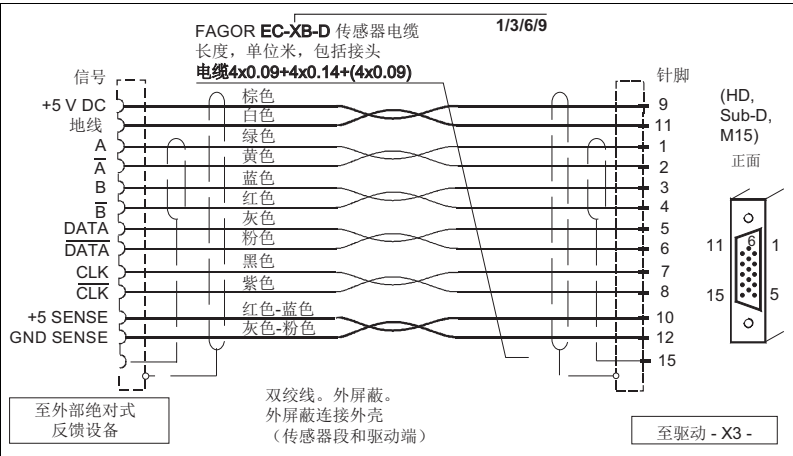 FAGOR EC-XB-D 传感器电缆
1/3/6/9
长度，单位米，包括接头
电缆4x0.09+4x0.14+(4x0.09)
信号
针脚
+5 V DC 棕色 9
地线 白色 11
A 绿色 1
A̅ 黄色 2
B 蓝色 3
B̅ 红色 4
DATA 灰色 5
D̅A̅T̅A̅ 粉色 6
CLK 黑色 7
C̅L̅K̅ 紫色 8
+5 SENSE 红色-蓝色 10
GND SENSE 灰色-粉色 12
15
(HD,
Sub-D,
M15)
正面
11 6 1
15 5
双绞线。外屏蔽。
外屏蔽连接外壳
（传感器段和驱动端）
至外部绝对式
反馈设备
至驱动 - X3 -